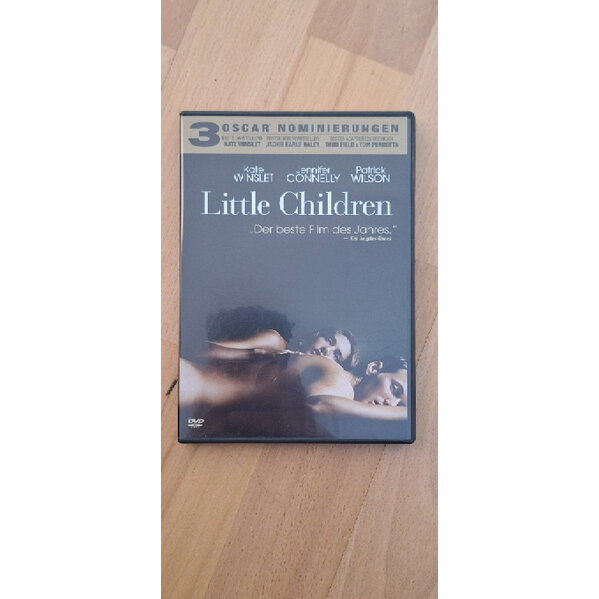 3 OSCAR NOMINIERUNGEN
KATE WINSLET JACKIE EARLE HALEY TODD FIELD & TOM PERROTTA
Kate Jennifer Patrick
WINSLET CONNELLY WILSON
Little Children
„Der beste Film des Jahres."
DVD